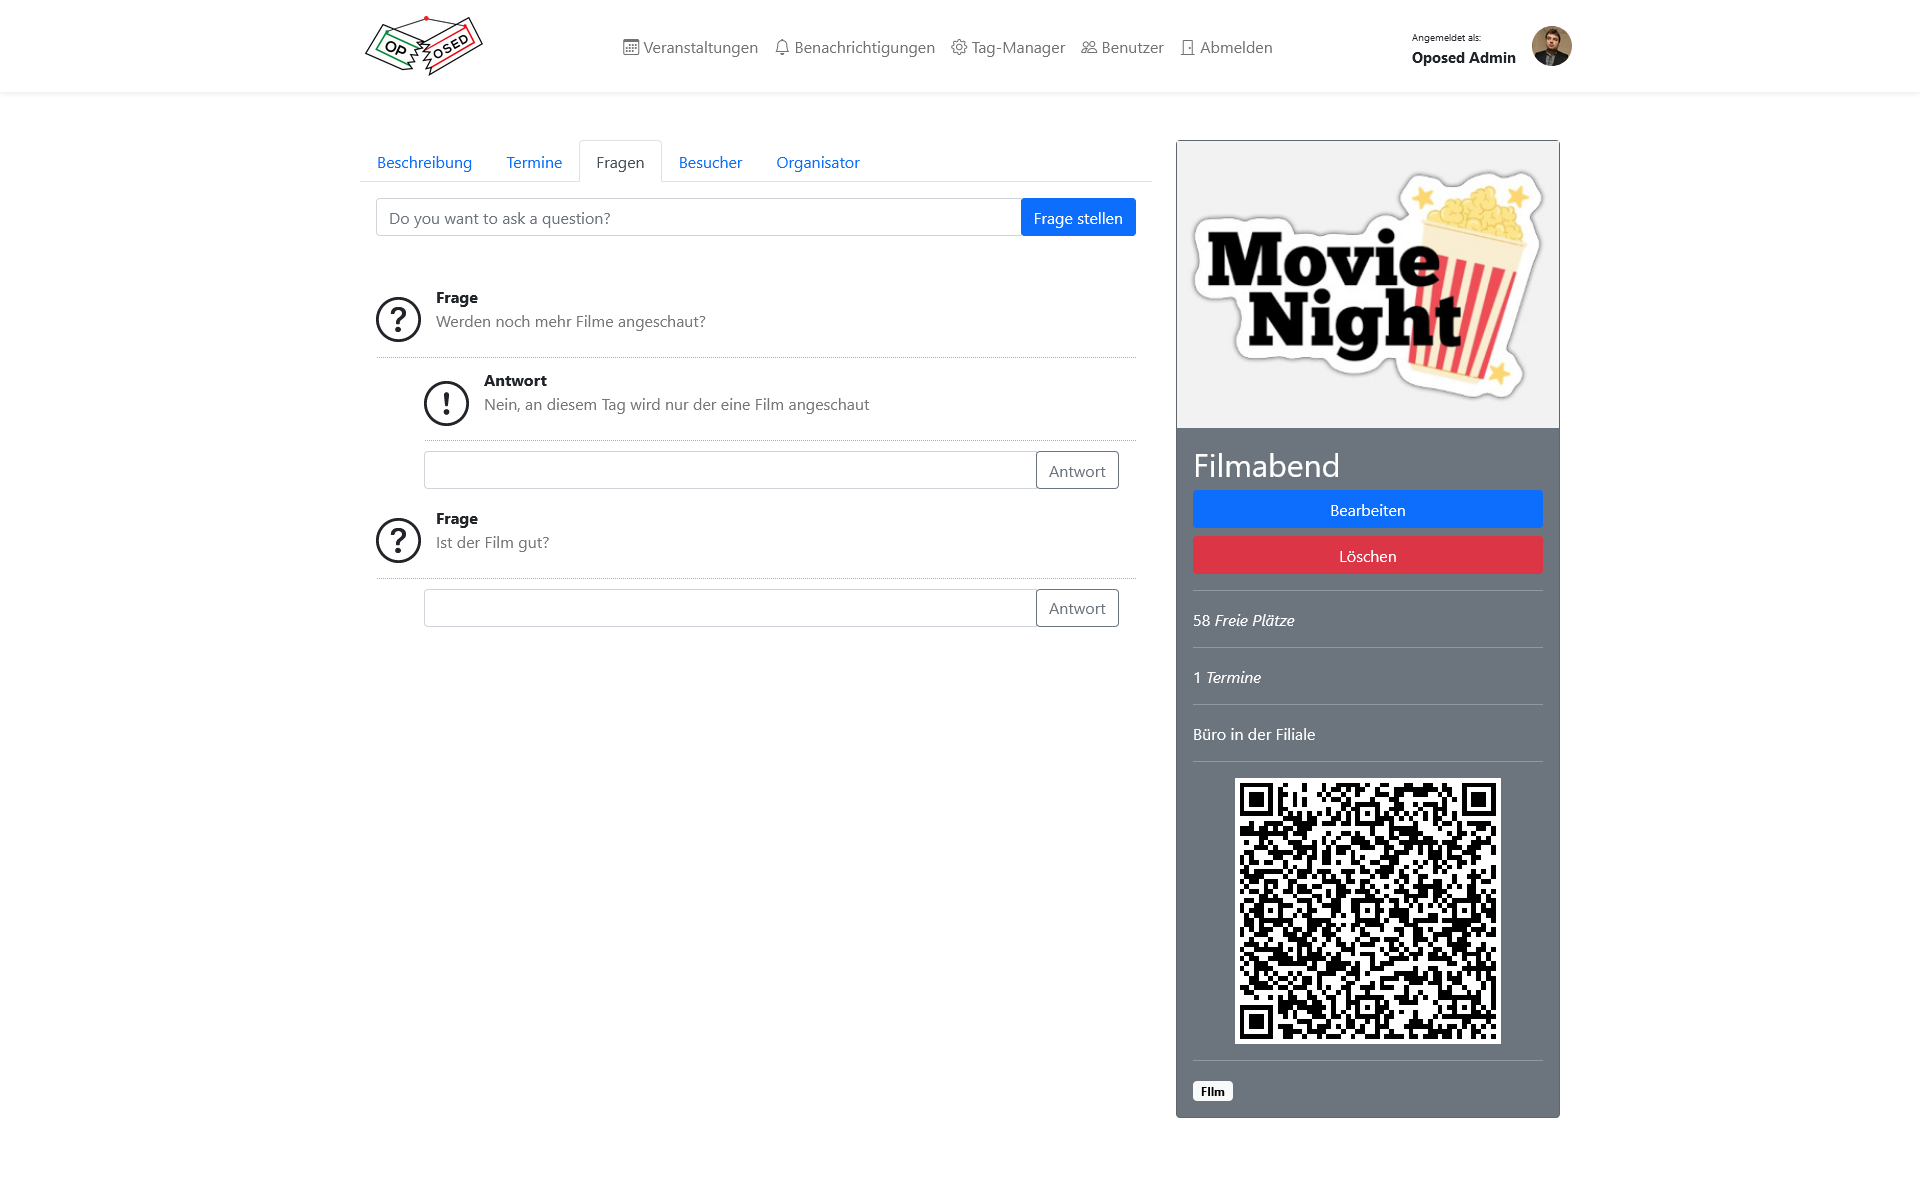 OP OSED
Veranstaltungen Benachrichtigungen Tag-Manager Benutzer Abmelden
Angemeldet als:
Oposed Admin
Beschreibung Termine Fragen Besucher Organisator
Do you want to ask a question? Frage stellen
Frage
Werden noch mehr Filme angeschaut?
Antwort
Nein, an diesem Tag wird nur der eine Film angeschaut
Antwort
Frage
Ist der Film gut?
Antwort
Movie
Night
Filmabend
Bearbeiten
Löschen
58 Freie Plätze
1 Termine
Büro in der Filiale
Film